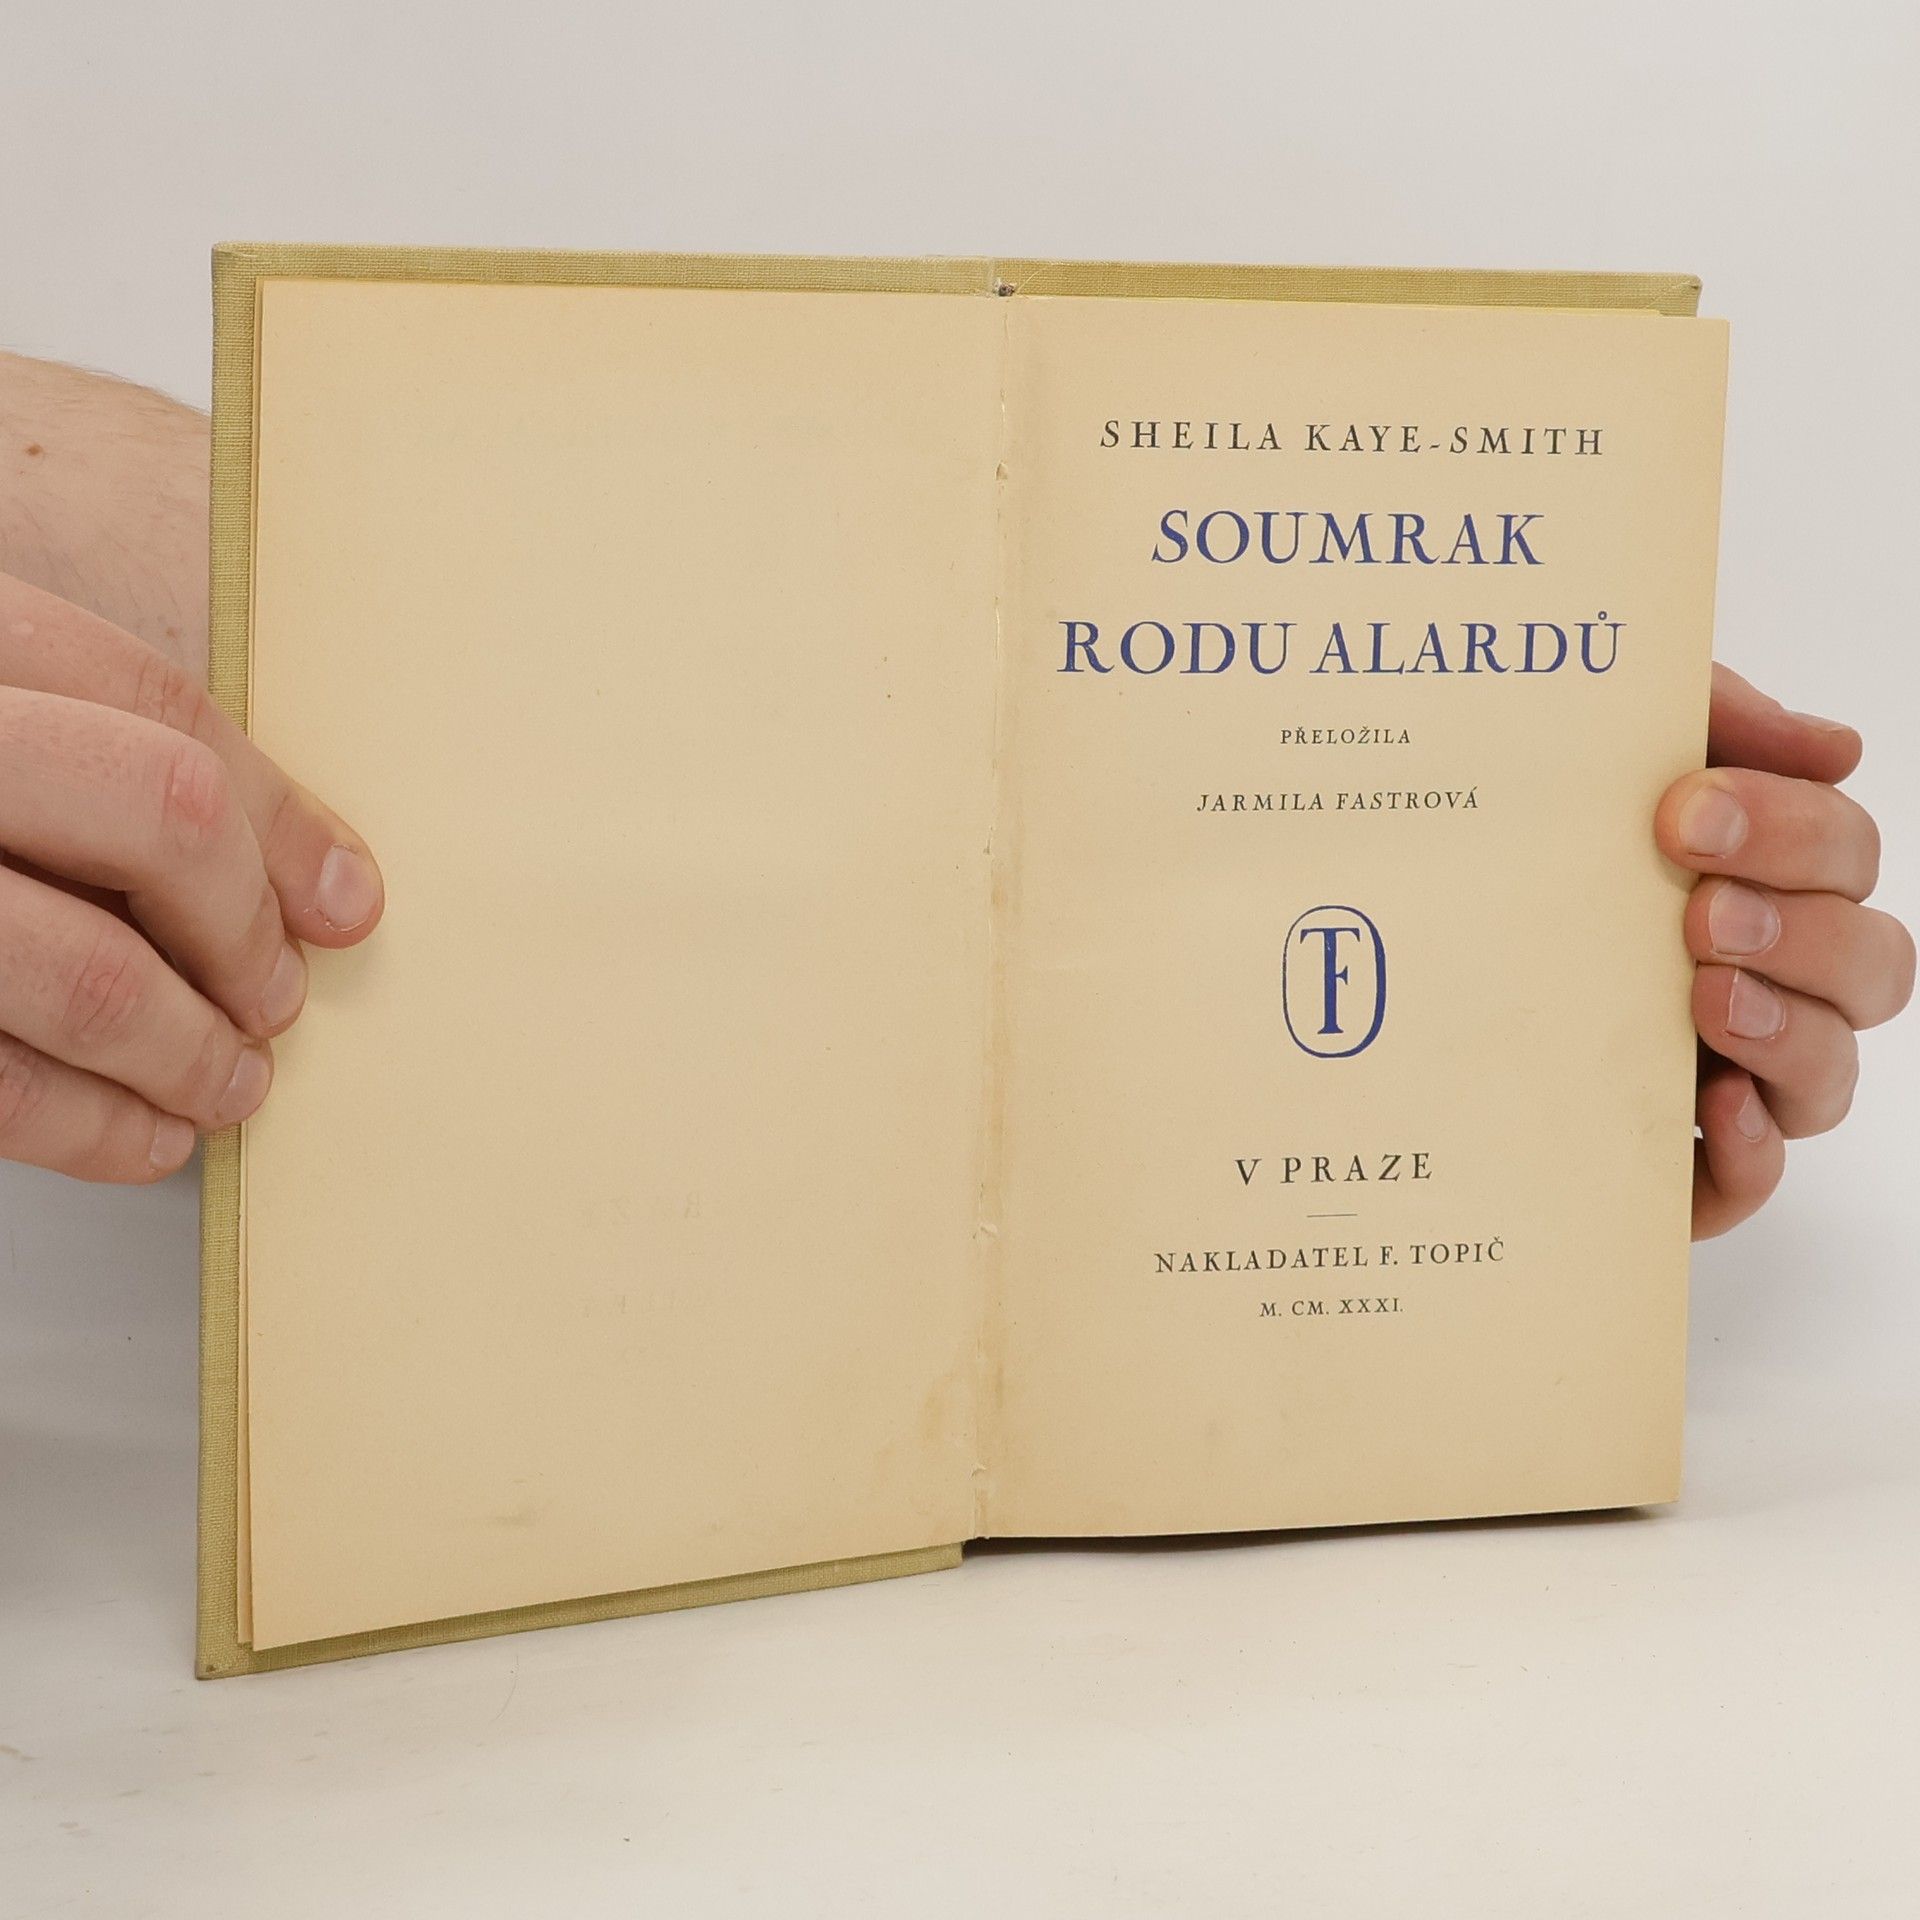 SHEILA KAYE-SMITH
SOUMRAK
RODU ALARDŮ
PŘELOŽILA
JARMILA FASTROVÁ
TF
V PRAZE
NAKLADATEL F. TOPIČ
M. CM. XXXI.